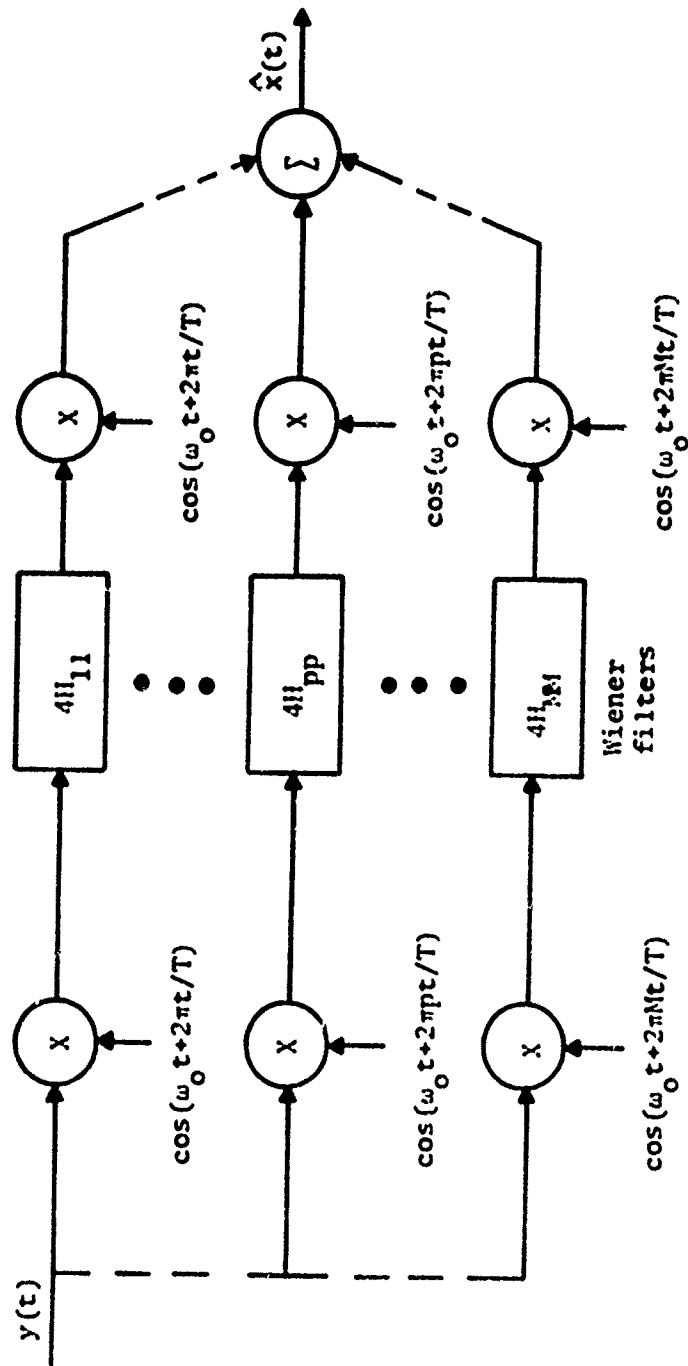 y(t)
X
cos(ω_o t+2πt/T)
4H_11
X
cos(ω_o t+2πt/T)
X
cos(ω_o t+2πpt/T)
4H_pp
X
cos(ω_o t+2πpt/T)
Σ
x̂(t)
X
cos(ω_o t+2πMt/T)
4H_MM
Wiener
filters
X
cos(ω_o t+2πMt/T)